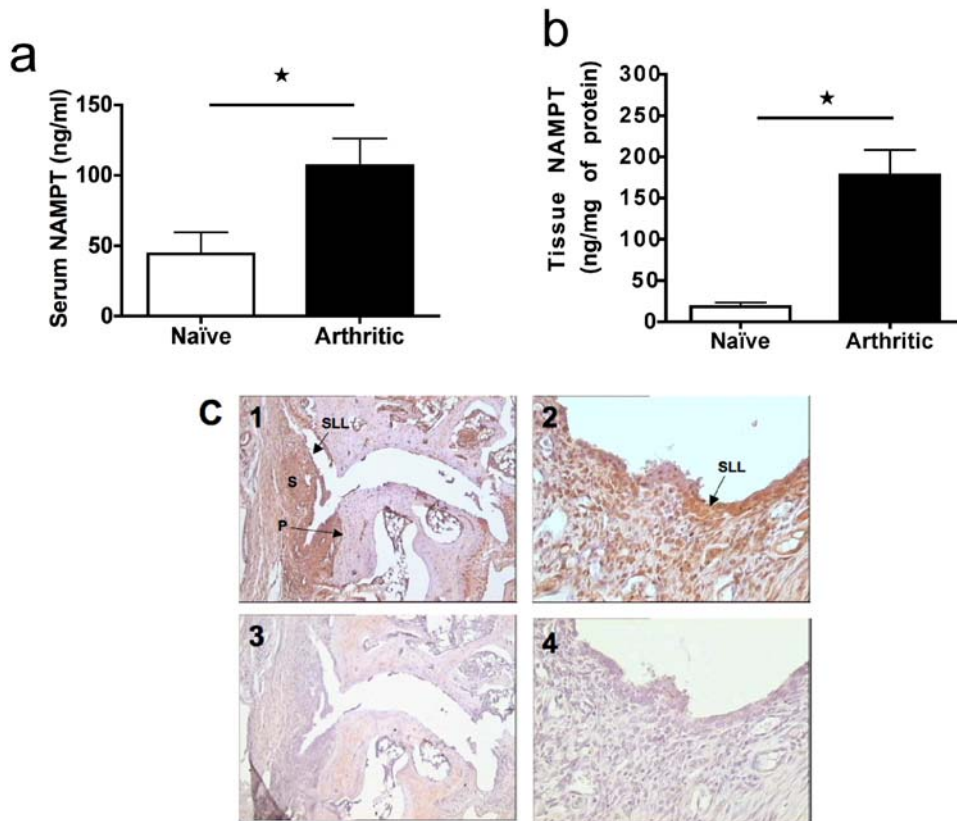 a
★
Serum NAMPT (ng/ml)
150
100
50
0
Naïve
Arthritic
b
★
Tissue NAMPT
(ng/mg of protein)
300
250
200
150
100
50
0
Naïve
Arthritic
C
1
SLL
S
P
2
SLL
3
4